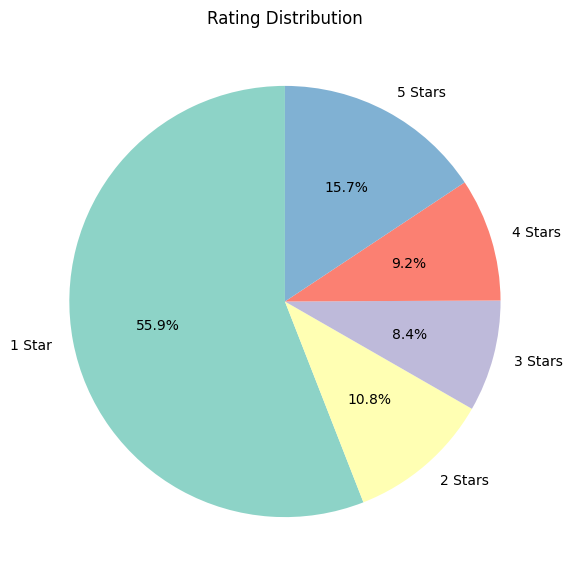 Rating Distribution
5 Stars
15.7%
4 Stars
9.2%
55.9%
8.4%
1 Star
3 Stars
10.8%
2 Stars